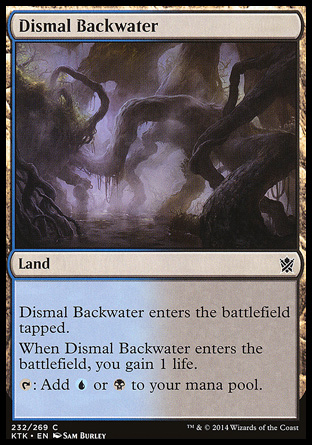 Dismal Backwater
Land
Dismal Backwater enters the battlefield
tapped.
When Dismal Backwater enters the
battlefield, you gain 1 life.
: Add or to your mana pool.
232/269 C
KTK • EN Sam Burley
™ & © 2014 Wizards of the Coast